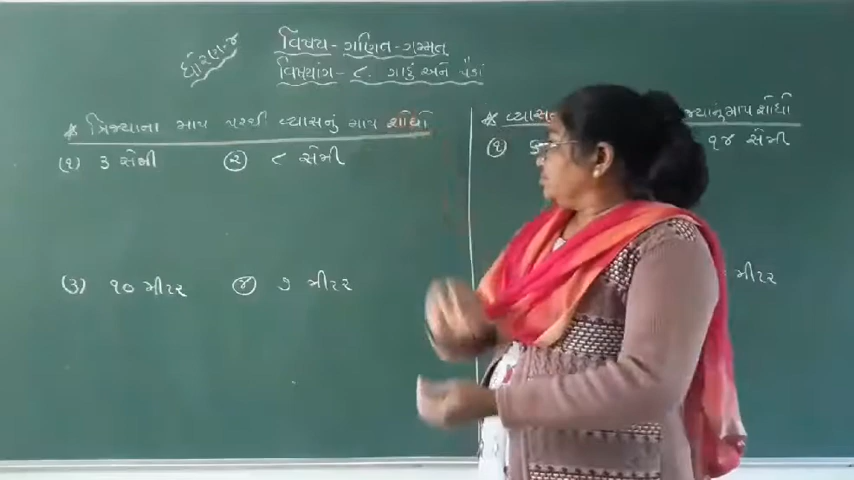 ધોરણ-૪
વિષય - ગણિત - ગમ્મત
વિષયાંગ - ૮. ગાડું અને પૈડાં
* ત્રિજ્યાના માપ પરથી વ્યાસનું માપ શોધો
(૧) ૩ સેમી (૨) ૮ સેમી
(૩) ૧૦ મીટર (૪) ૭ મીટર
* વ્યાસ
માપ શોધો
(૧) ૧૪ સેમી
મીટર